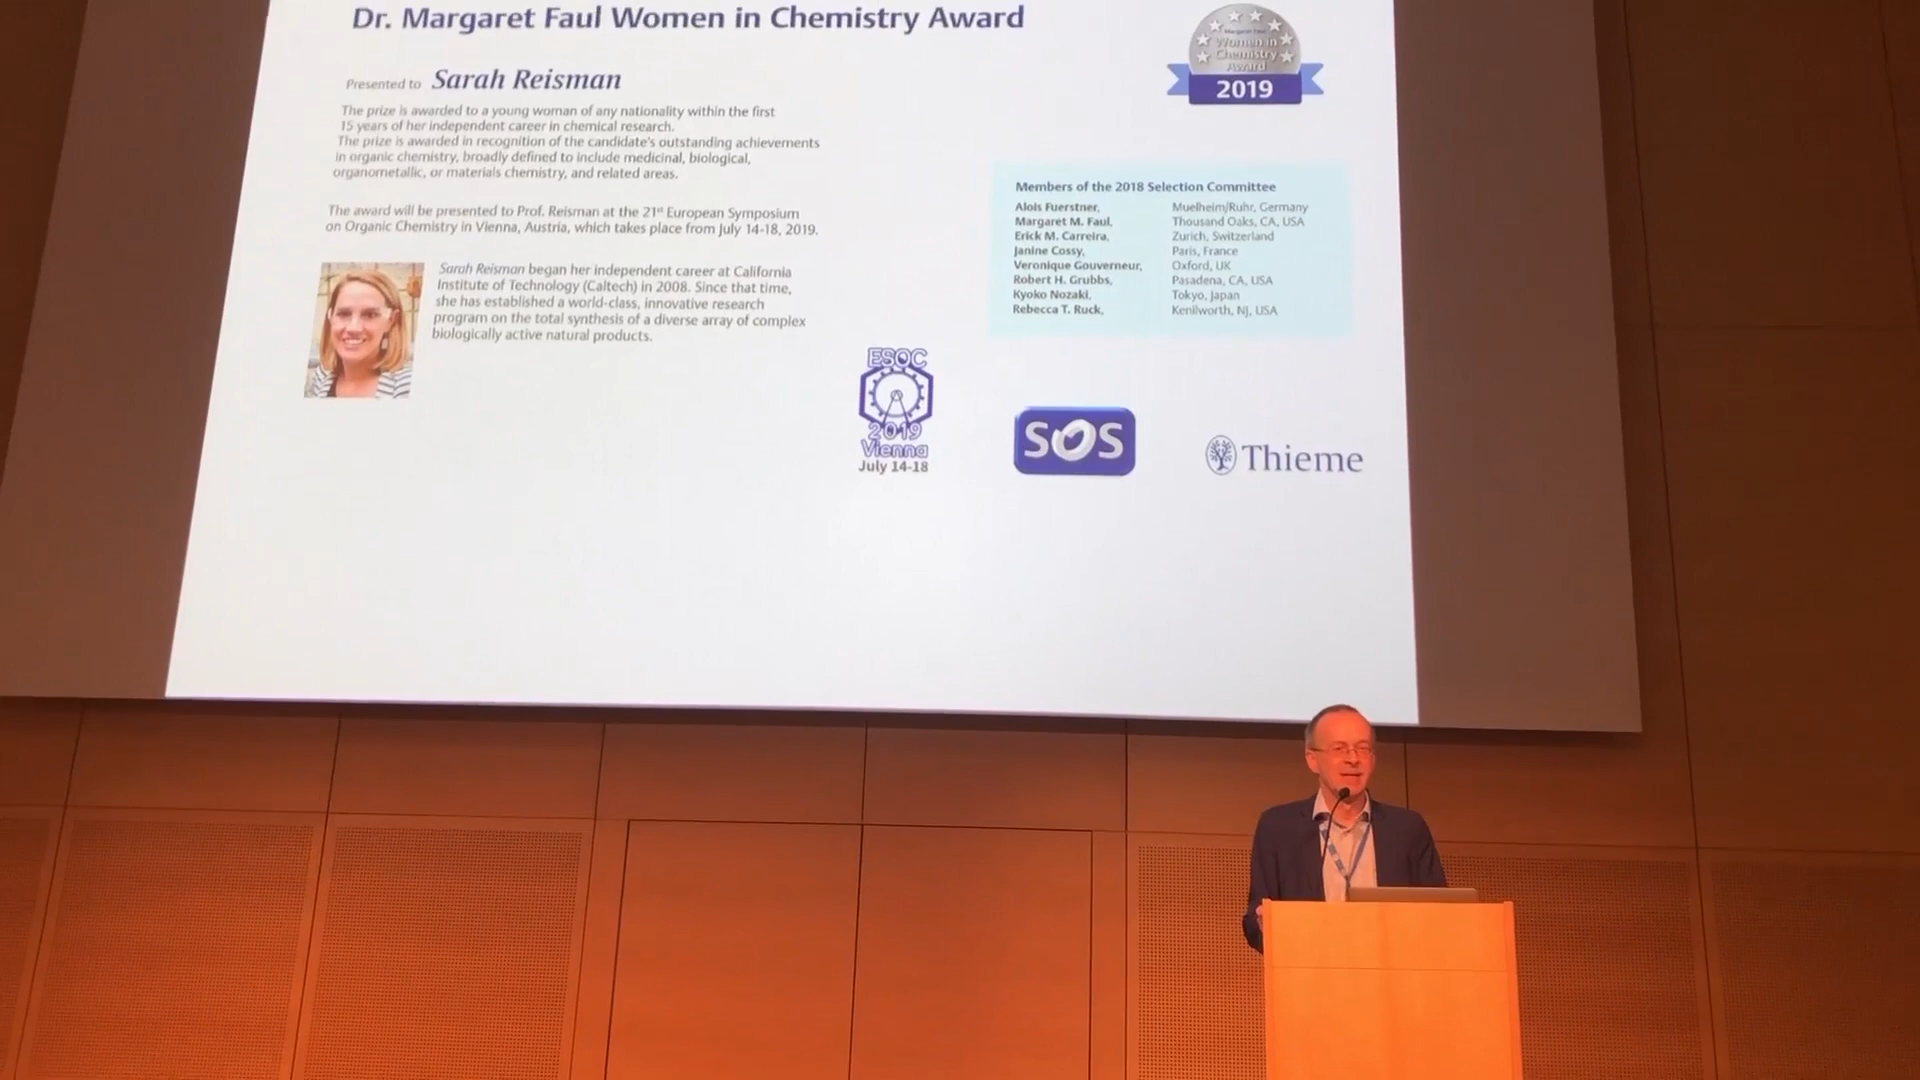 Dr. Margaret Faul Women in Chemistry Award
Margaret Faul
Women in
Chemistry
Award
2019
Presented to Sarah Reisman
The prize is awarded to a young woman of any nationality within the first
15 years of her independent career in chemical research.
The prize is awarded in recognition of the candidate's outstanding achievements
in organic chemistry, broadly defined to include medicinal, biological,
organometallic, or materials chemistry, and related areas.
The award will be presented to Prof. Reisman at the 21st European Symposium
on Organic Chemistry in Vienna, Austria, which takes place from July 14-18, 2019.
Sarah Reisman began her independent career at California
Institute of Technology (Caltech) in 2008. Since that time,
she has established a world-class, innovative research
program on the total synthesis of a diverse array of complex
biologically active natural products.
Members of the 2018 Selection Committee
Alois Fuerstner, Muelheim/Ruhr, Germany
Margaret M. Faul, Thousand Oaks, CA, USA
Erick M. Carreira, Zurich, Switzerland
Janine Cossy, Paris, France
Veronique Gouverneur, Oxford, UK
Robert H. Grubbs, Pasadena, CA, USA
Kyoko Nozaki, Tokyo, Japan
Rebecca T. Ruck, Kenilworth, NJ, USA
ESOC
2019
Vienna
July 14-18
SOS
Thieme